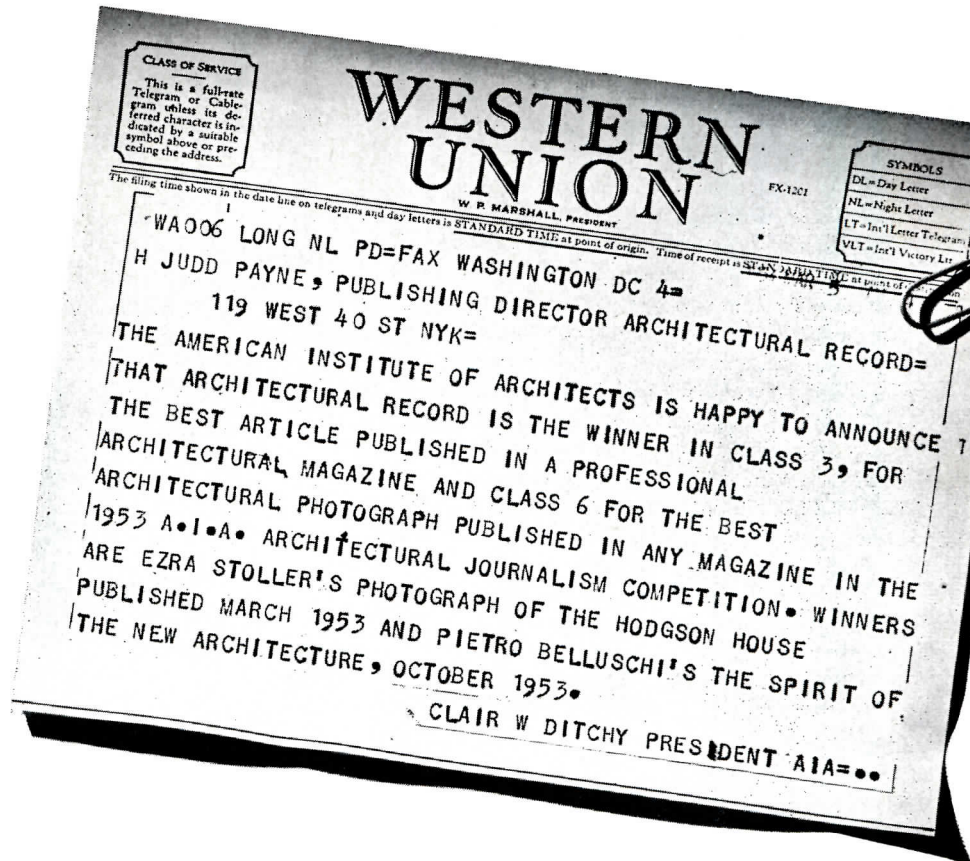 CLASS OF SERVICE
This is a full-rate
Telegram or Cable-
gram unless its de-
ferred character is in-
dicated by a suitable
symbol above or pre-
ceding the address.
WESTERN
UNION
W. P. MARSHALL, PRESIDENT
FX-1201
SYMBOLS
DL=Day Letter
NL=Night Letter
LT=Int'l Letter Telegram
VLT=Int'l Victory Ltr.
The filing time shown in the date line on telegrams and day letters is STANDARD TIME at point of origin. Time of receipt is STANDARD TIME at point of
WA006 LONG NL PD=FAX WASHINGTON DC 4=
H JUDD PAYNE, PUBLISHING DIRECTOR ARCHITECTURAL RECORD=
119 WEST 40 ST NYK=
THE AMERICAN INSTITUTE OF ARCHITECTS IS HAPPY TO ANNOUNCE T
THAT ARCHITECTURAL RECORD IS THE WINNER IN CLASS 3, FOR
THE BEST ARTICLE PUBLISHED IN A PROFESSIONAL
ARCHITECTURAL MAGAZINE AND CLASS 6 FOR THE BEST
ARCHITECTURAL PHOTOGRAPH PUBLISHED IN ANY MAGAZINE IN THE
1953 A.I.A. ARCHITECTURAL JOURNALISM COMPETITION. WINNERS
ARE EZRA STOLLER'S PHOTOGRAPH OF THE HODGSON HOUSE
PUBLISHED MARCH 1953 AND PIETRO BELLUSCHI'S THE SPIRIT OF
THE NEW ARCHITECTURE, OCTOBER 1953.
CLAIR W DITCHY PRESIDENT AIA=..